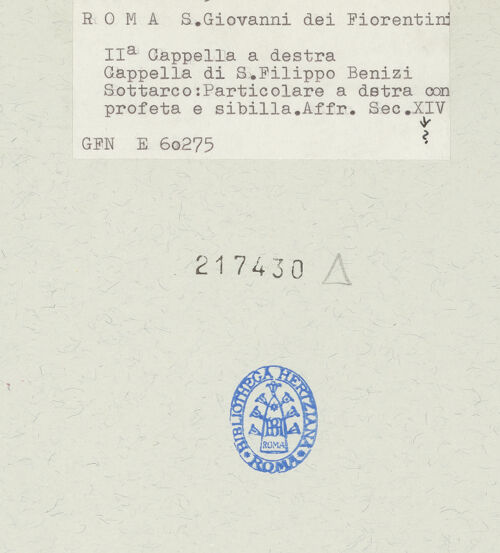 R O M A  S.Giovanni dei Fiorentini
IIª Cappella a destra
Cappella di S.Filippo Benizi
Sottarco:Particolare a dstra con
profeta e sibilla.Affr. Sec.XIV
?
GFN  E 60275
217430
BIBLIOTHECA HERTZIANA
BH
ROMA
ROMA